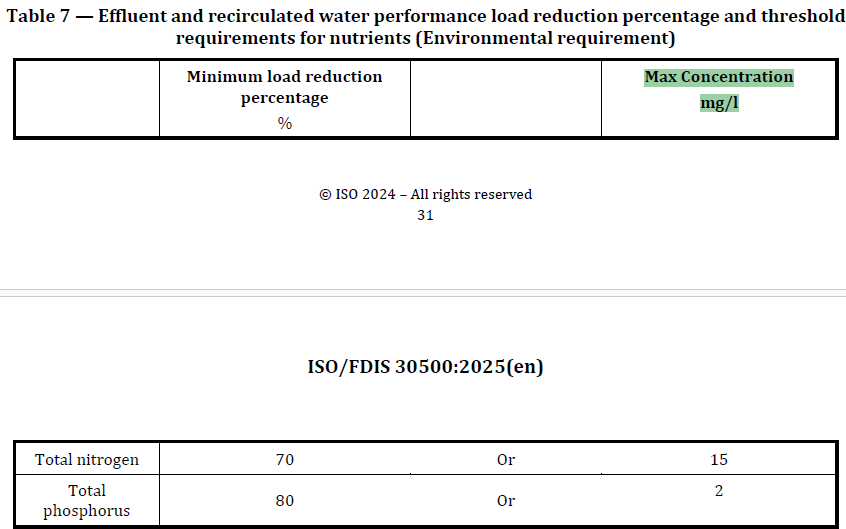 Table 7 — Effluent and recirculated water performance load reduction percentage and threshold
requirements for nutrients (Environmental requirement)
Minimum load reduction
percentage
%
Max Concentration
mg/l
© ISO 2024 – All rights reserved
31
ISO/FDIS 30500:2025(en)
Total nitrogen 70 Or 15
Total
phosphorus 80 Or 2